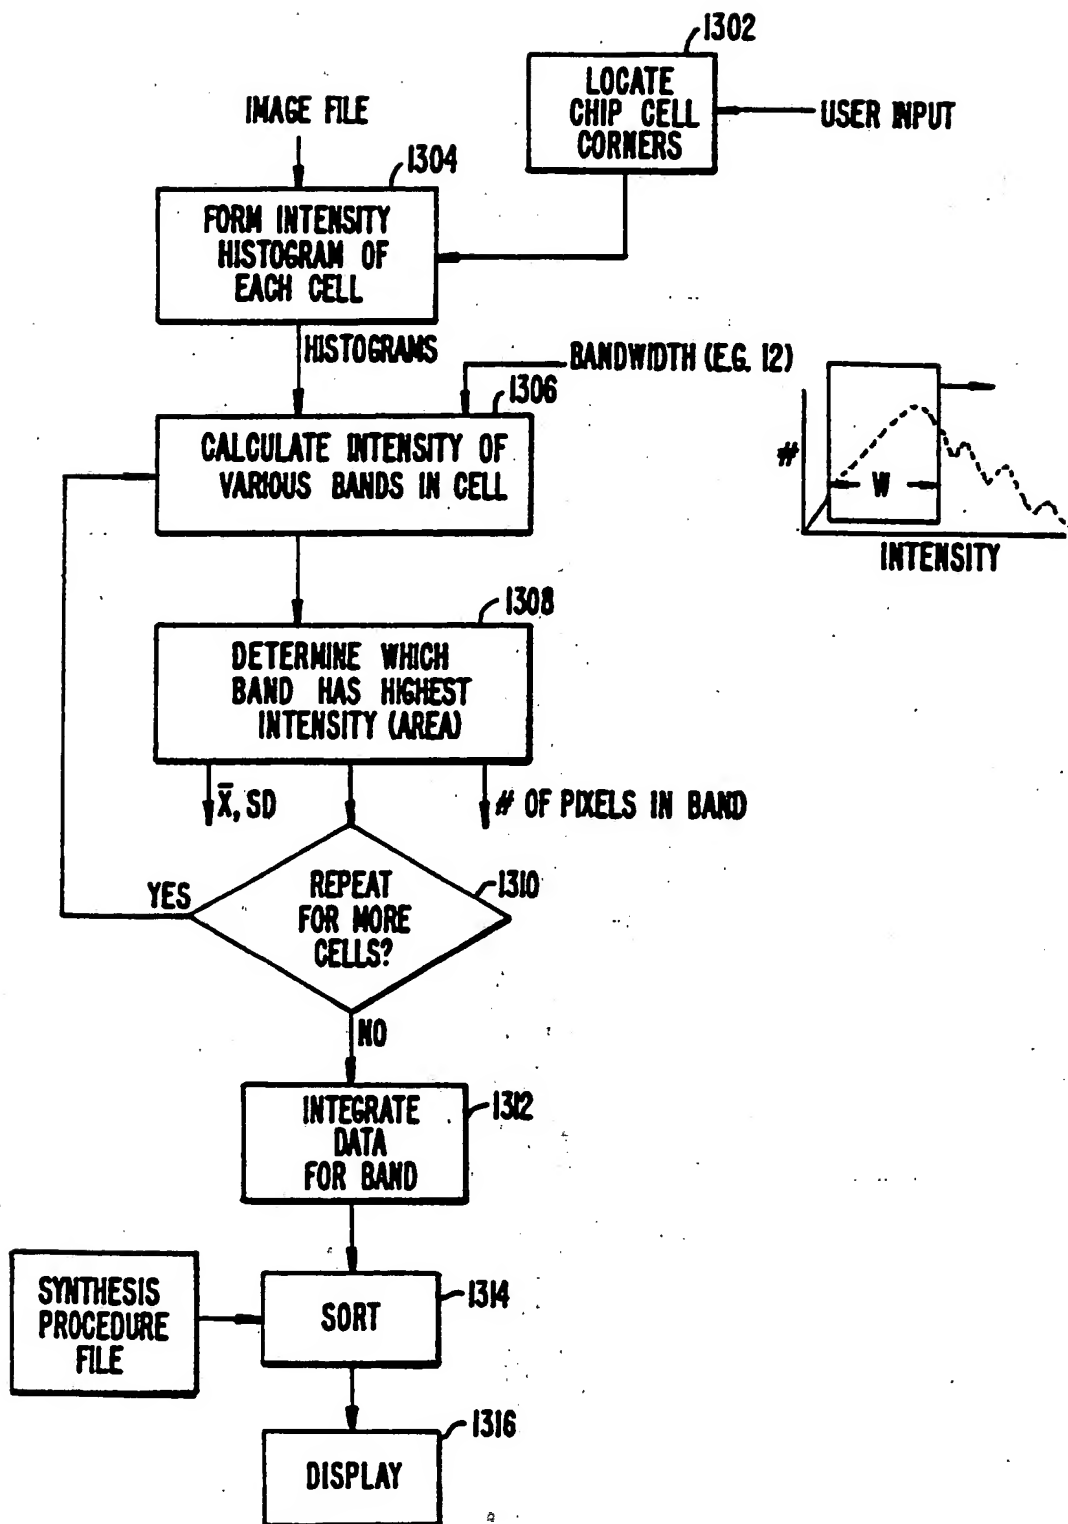 1302
LOCATE
CHIP CELL
CORNERS
USER INPUT
IMAGE FILE
1304
FORM INTENSITY
HISTOGRAM OF
EACH CELL
HISTOGRAMS
BANDWIDTH (E.G. 12)
1306
CALCULATE INTENSITY OF
VARIOUS BANDS IN CELL
#
W
INTENSITY
1308
DETERMINE WHICH
BAND HAS HIGHEST
INTENSITY (AREA)
X̄, SD
# OF PIXELS IN BAND
YES
REPEAT
FOR MORE
CELLS?
1310
NO
INTEGRATE
DATA
FOR BAND
1312
SYNTHESIS
PROCEDURE
FILE
SORT
1314
DISPLAY
1316